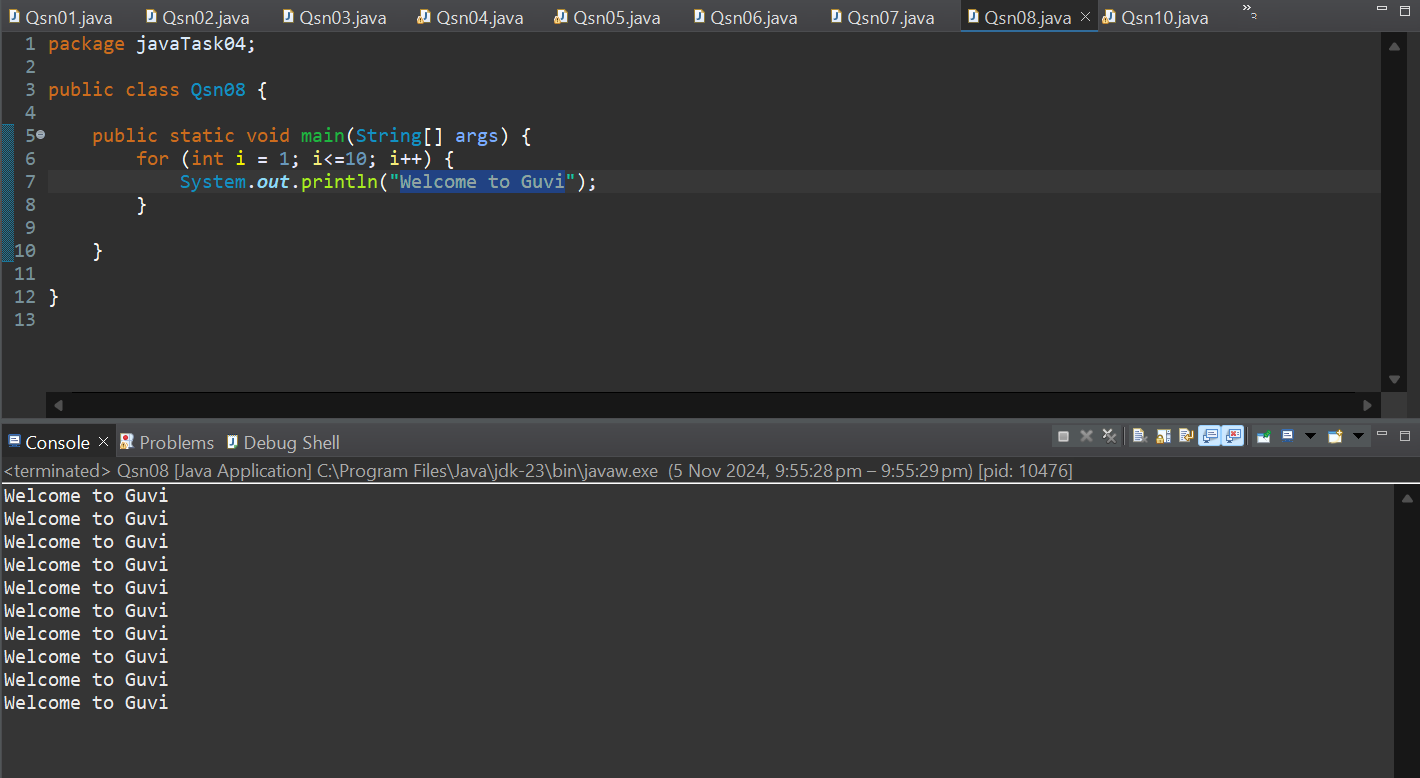 Qsn01.java Qsn02.java Qsn03.java Qsn04.java Qsn05.java Qsn06.java Qsn07.java Qsn08.java Qsn10.java »2
1 package javaTask04;
2
3 public class Qsn08 {
4
5     public static void main(String[] args) {
6         for (int i = 1; i<=10; i++) {
7             System.out.println("Welcome to Guvi");
8         }
9
10     }
11
12 }
13
Console Problems Debug Shell
<terminated> Qsn08 [Java Application] C:\Program Files\Java\jdk-23\bin\javaw.exe (5 Nov 2024, 9:55:28 pm – 9:55:29 pm) [pid: 10476]
Welcome to Guvi
Welcome to Guvi
Welcome to Guvi
Welcome to Guvi
Welcome to Guvi
Welcome to Guvi
Welcome to Guvi
Welcome to Guvi
Welcome to Guvi
Welcome to Guvi